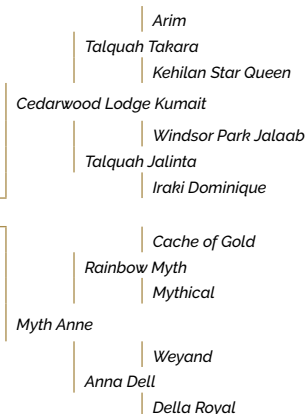 Arim
Talquah Takara
Kehilan Star Queen
Cedarwood Lodge Kumait
Windsor Park Jalaab
Talquah Jalinta
Iraki Dominique
Cache of Gold
Rainbow Myth
Mythical
Myth Anne
Weyand
Anna Dell
Della Royal